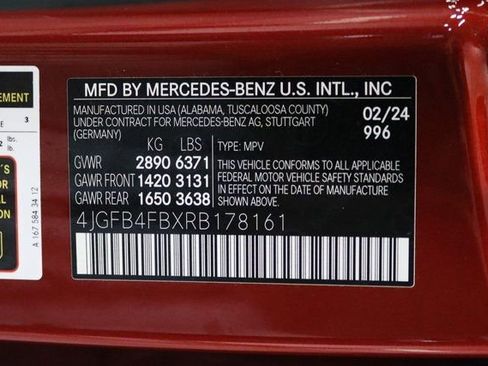 MFD BY MERCEDES-BENZ U.S. INTL., INC
MANUFACTURED IN USA (ALABAMA, TUSCALOOSA COUNTY)
UNDER CONTRACT FOR MERCEDES-BENZ AG, STUTTGART
(GERMANY)
02/24
996
KG LBS
GVWR 2890 6371
GAWR FRONT 1420 3131
GAWR REAR 1650 3638
TYPE: MPV
THIS VEHICLE CONFORMS TO ALL APPLICABLE
FEDERAL MOTOR VEHICLE SAFETY STANDARDS
IN EFFECT ON THE DATE OF MANUFACTURE
SHOWN ABOVE.
4JGFB4FBXRB178161
EMENT
3
lbs.
A 167 584 34 12